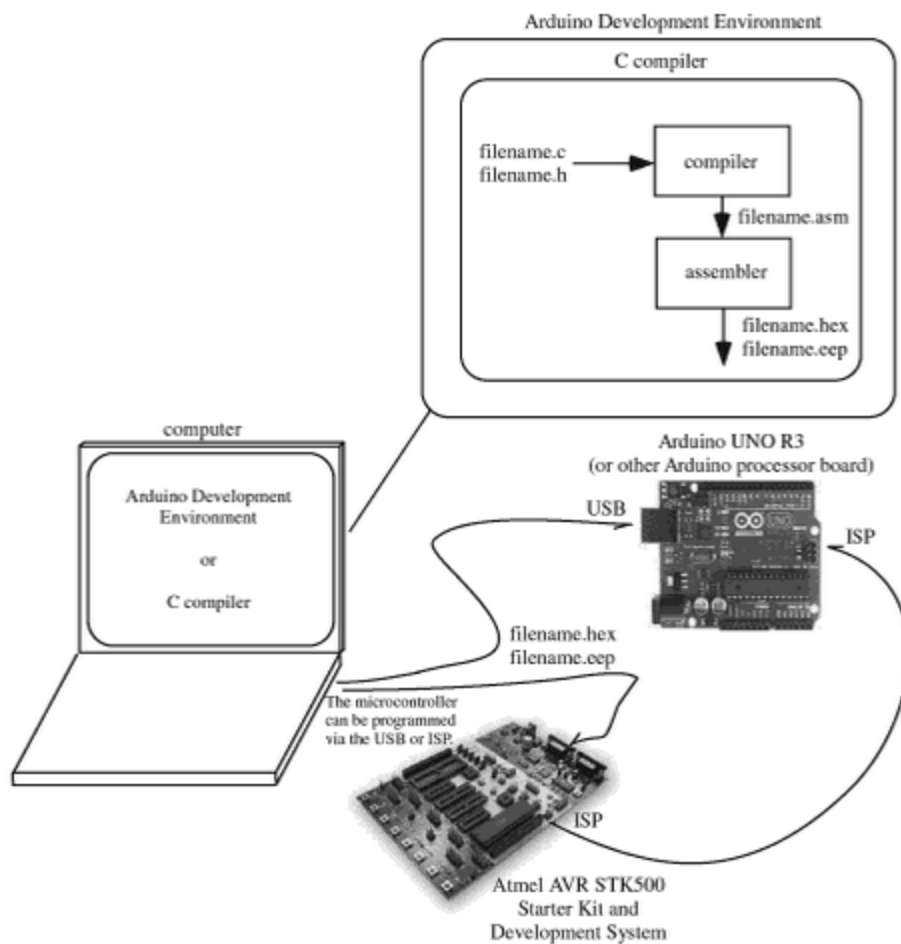 Arduino Development Environment
C compiler
filename.c
filename.h
compiler
filename.asm
assembler
filename.hex
filename.eep
computer
Arduino Development
Environment
or
C compiler
Arduino UNO R3
(or other Arduino processor board)
USB
ISP
UNO
filename.hex
filename.eep
The microcontroller
can be programmed
via the USB or ISP.
ISP
Atmel AVR STK500
Starter Kit and
Development System